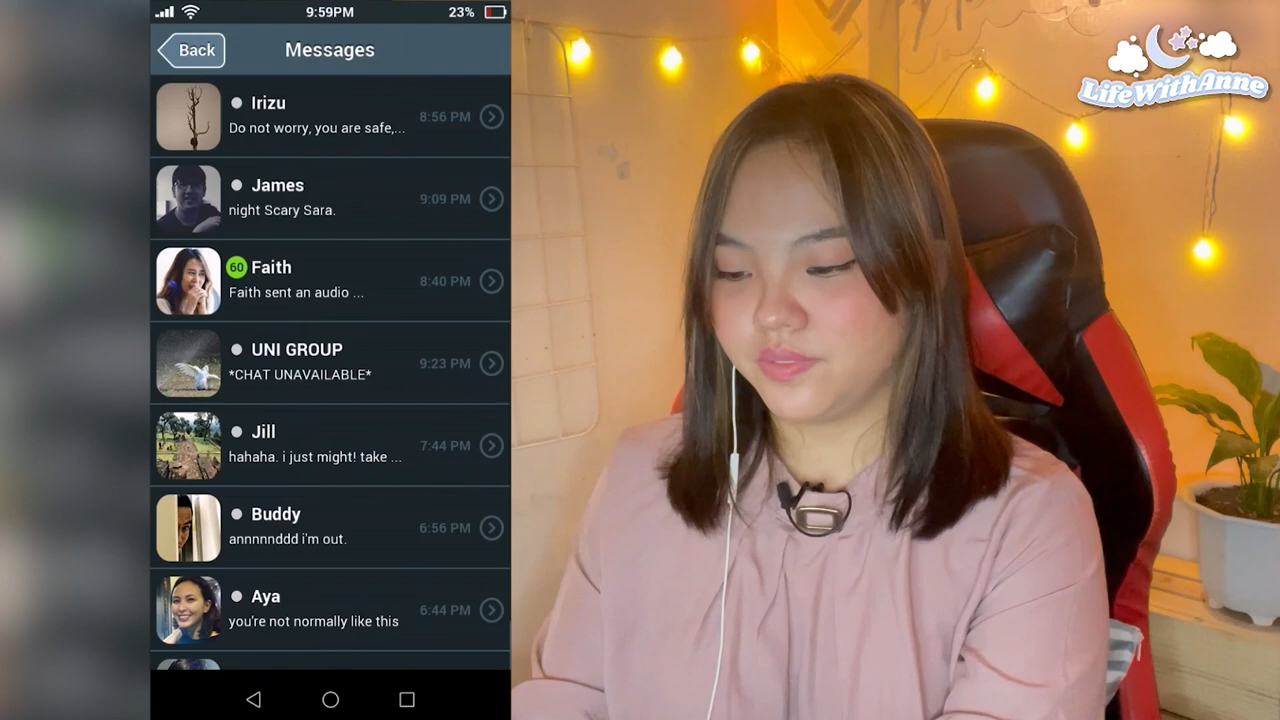 9:59PM
23%
Back
Messages
Irizu
Do not worry, you are safe,...
8:56 PM
James
night Scary Sara.
9:09 PM
60 Faith
Faith sent an audio ...
8:40 PM
UNI GROUP
*CHAT UNAVAILABLE*
9:23 PM
Jill
hahaha. i just might! take ...
7:44 PM
Buddy
annnnnddd i'm out.
6:56 PM
Aya
you're not normally like this
6:44 PM
LifeWithAnne